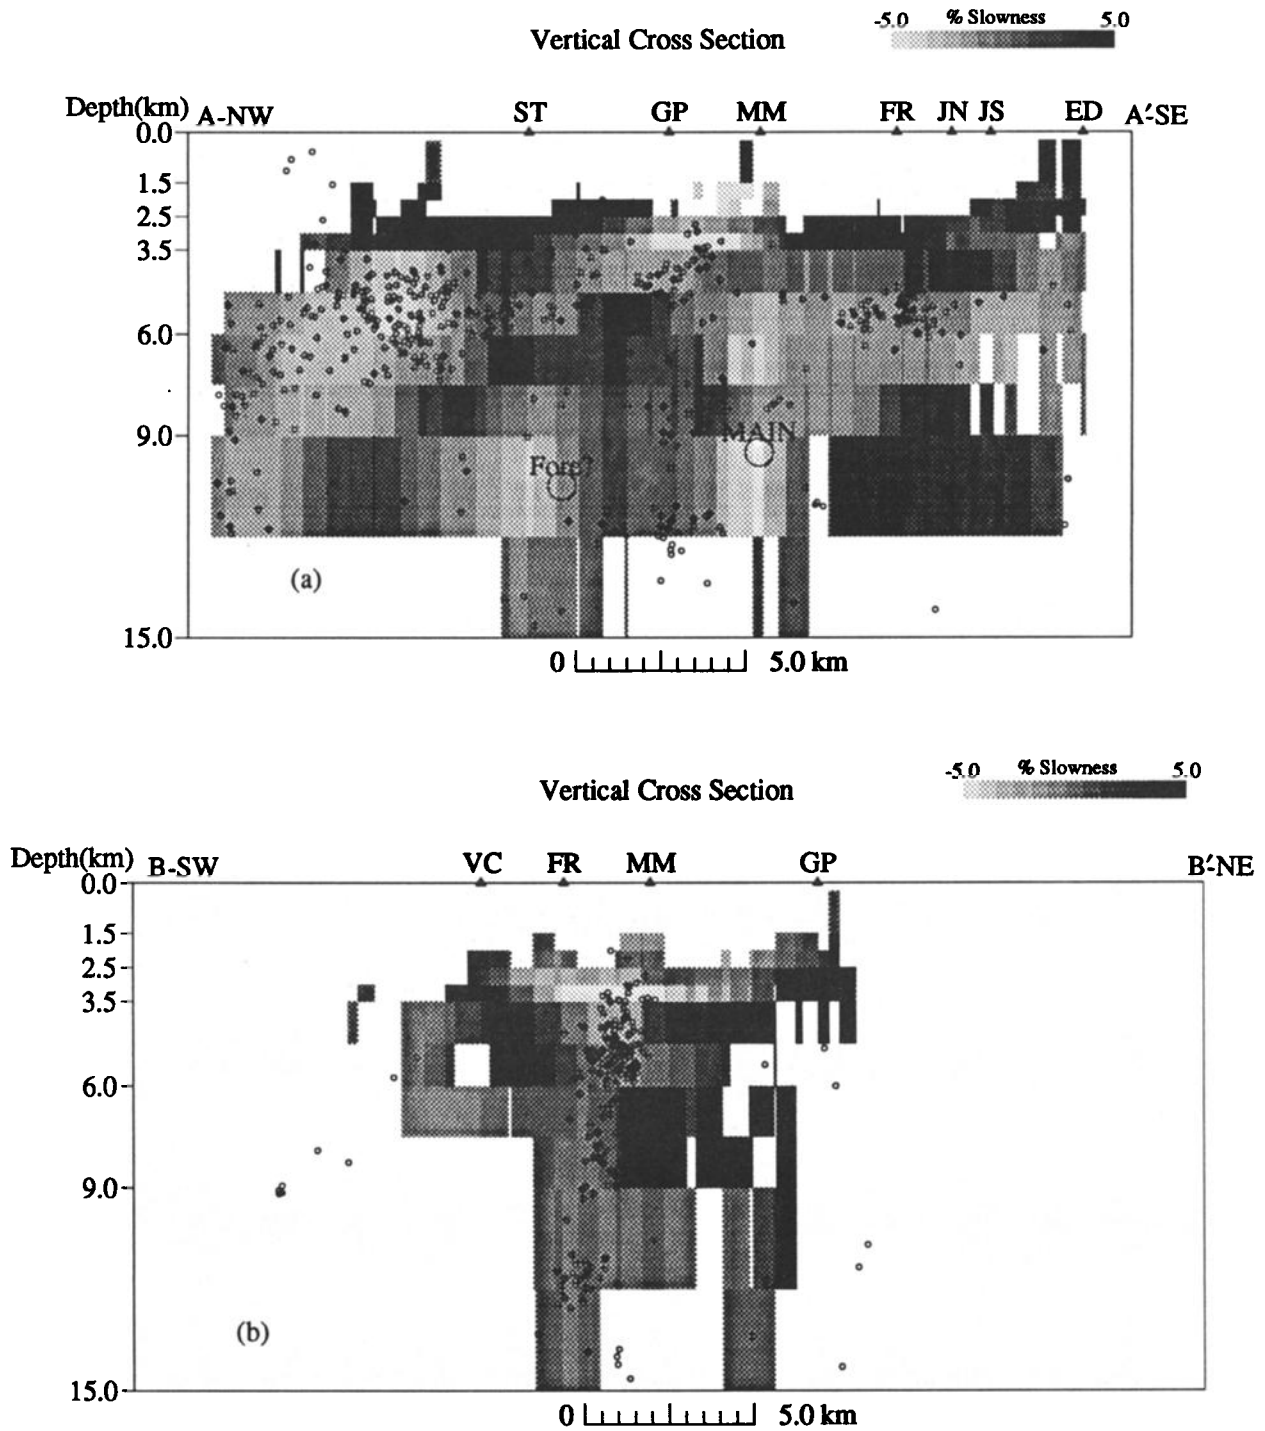 -5.0 % Slowness 5.0
Vertical Cross Section
Depth(km) A-NW ST GP MM FR JN JS ED A′-SE
0.0
1.5
2.5
3.5
6.0
9.0
MAIN
Fore?
(a)
15.0
0 5.0 km
-5.0 % Slowness 5.0
Vertical Cross Section
Depth(km) B-SW VC FR MM GP B′-NE
0.0
1.5
2.5
3.5
6.0
9.0
(b)
15.0
0 5.0 km